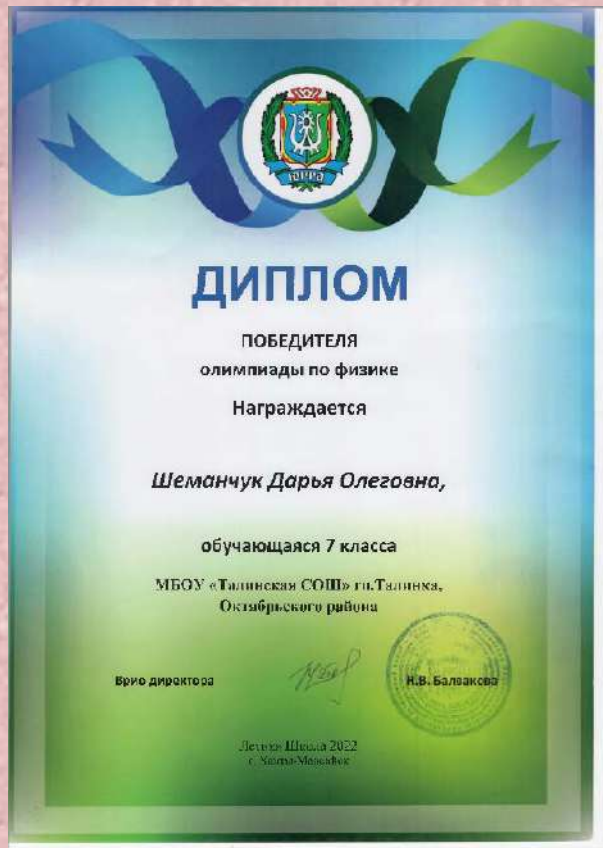 ЮГРА
ДИПЛОМ
ПОБЕДИТЕЛЯ
олимпиады по физике
Награждается
Шеманчук Дарья Олеговна,
обучающаяся 7 класса
МБОУ «Талинская СОШ» гп.Талинка,
Октябрьского района
Врио директора
Н.В. Балвакова
Летняя Школа 2022
г. Ханты-Мансийск